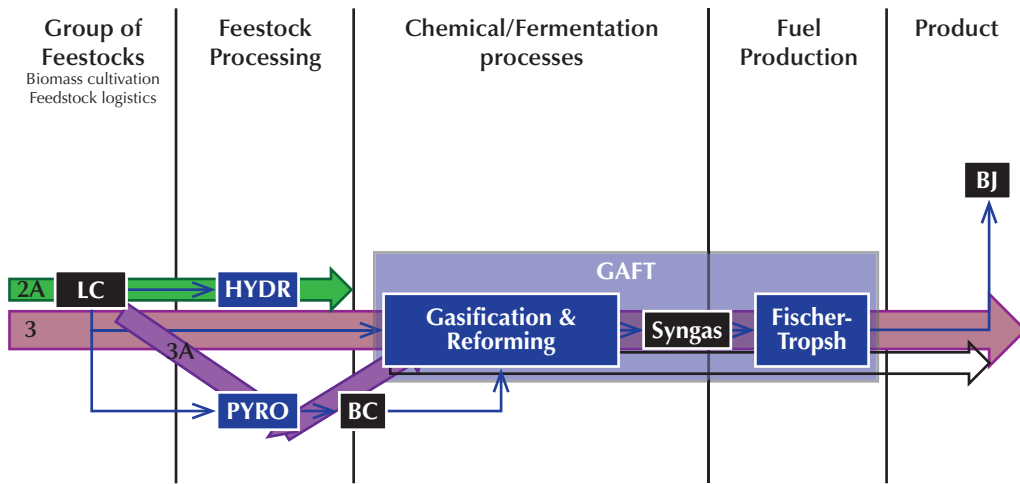 Group of
Feestocks
Biomass cultivation
Feedstock logistics
Feestock
Processing
Chemical/Fermentation
processes
Fuel
Production
Product
BJ
GAFT
2A
LC
HYDR
3
Gasification &
Reforming
Syngas
Fischer-
Tropsh
3A
PYRO
BC